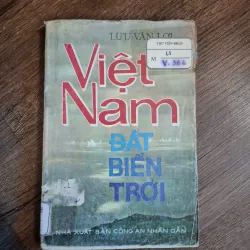 LƯU VĂN LỢI
Việt
Nam
ĐẤT
BIỂN
TRỜI
NHÀ XUẤT BẢN CÔNG AN NHÂN DÂN